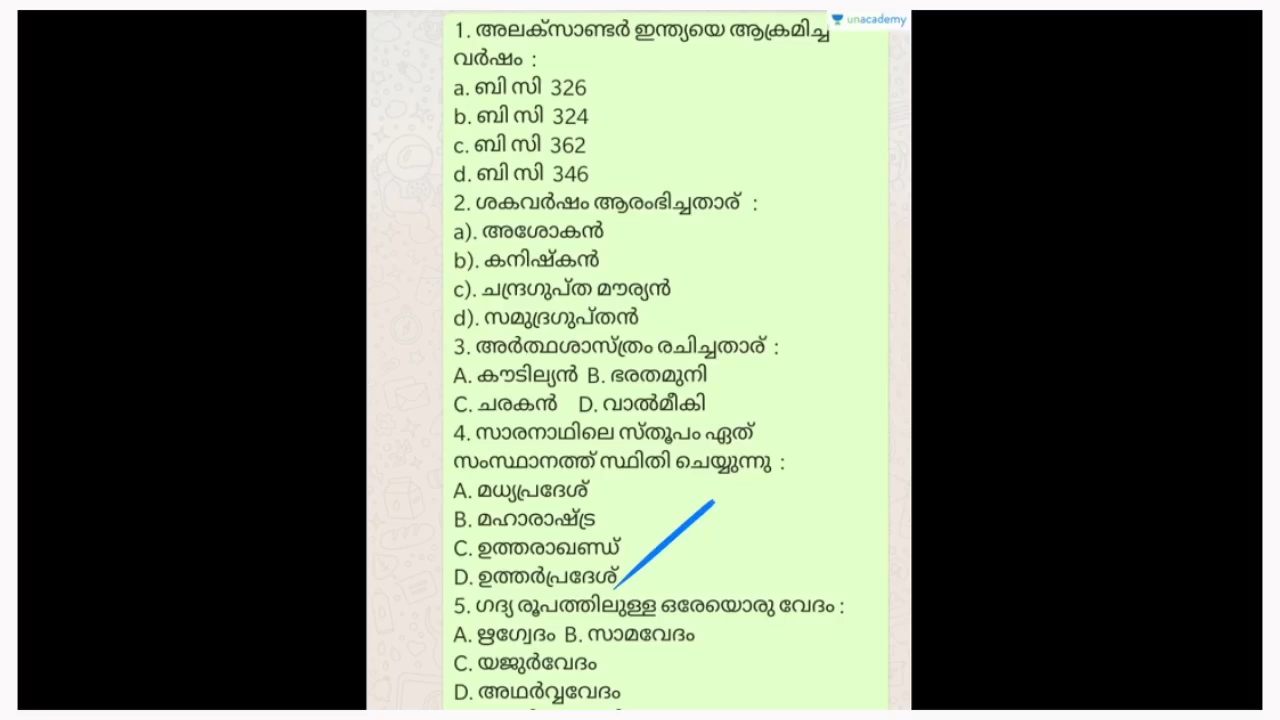 unacademy
1. അലക്സാണ്ടർ ഇന്ത്യയെ ആക്രമിച്ച
വർഷം :
a. ബി സി 326
b. ബി സി 324
c. ബി സി 362
d. ബി സി 346
2. ശകവർഷം ആരംഭിച്ചതാര് :
a). അശോകൻ
b). കനിഷ്കൻ
c). ചന്ദ്രഗുപ്ത മൗര്യൻ
d). സമുദ്രഗുപ്തൻ
3. അർത്ഥശാസ്ത്രം രചിച്ചതാര് :
A. കൗടില്യൻ B. ഭരതമുനി
C. ചരകൻ D. വാൽമീകി
4. സാരനാഥിലെ സ്തൂപം ഏത്
സംസ്ഥാനത്ത് സ്ഥിതി ചെയ്യുന്നു :
A. മധ്യപ്രദേശ്
B. മഹാരാഷ്ട്ര
C. ഉത്തരാഖണ്ഡ്
D. ഉത്തർപ്രദേശ്
5. ഗദ്യ രൂപത്തിലുള്ള ഒരേയൊരു വേദം :
A. ഋഗ്വേദം B. സാമവേദം
C. യജുർവേദം
D. അഥർവ്വവേദം